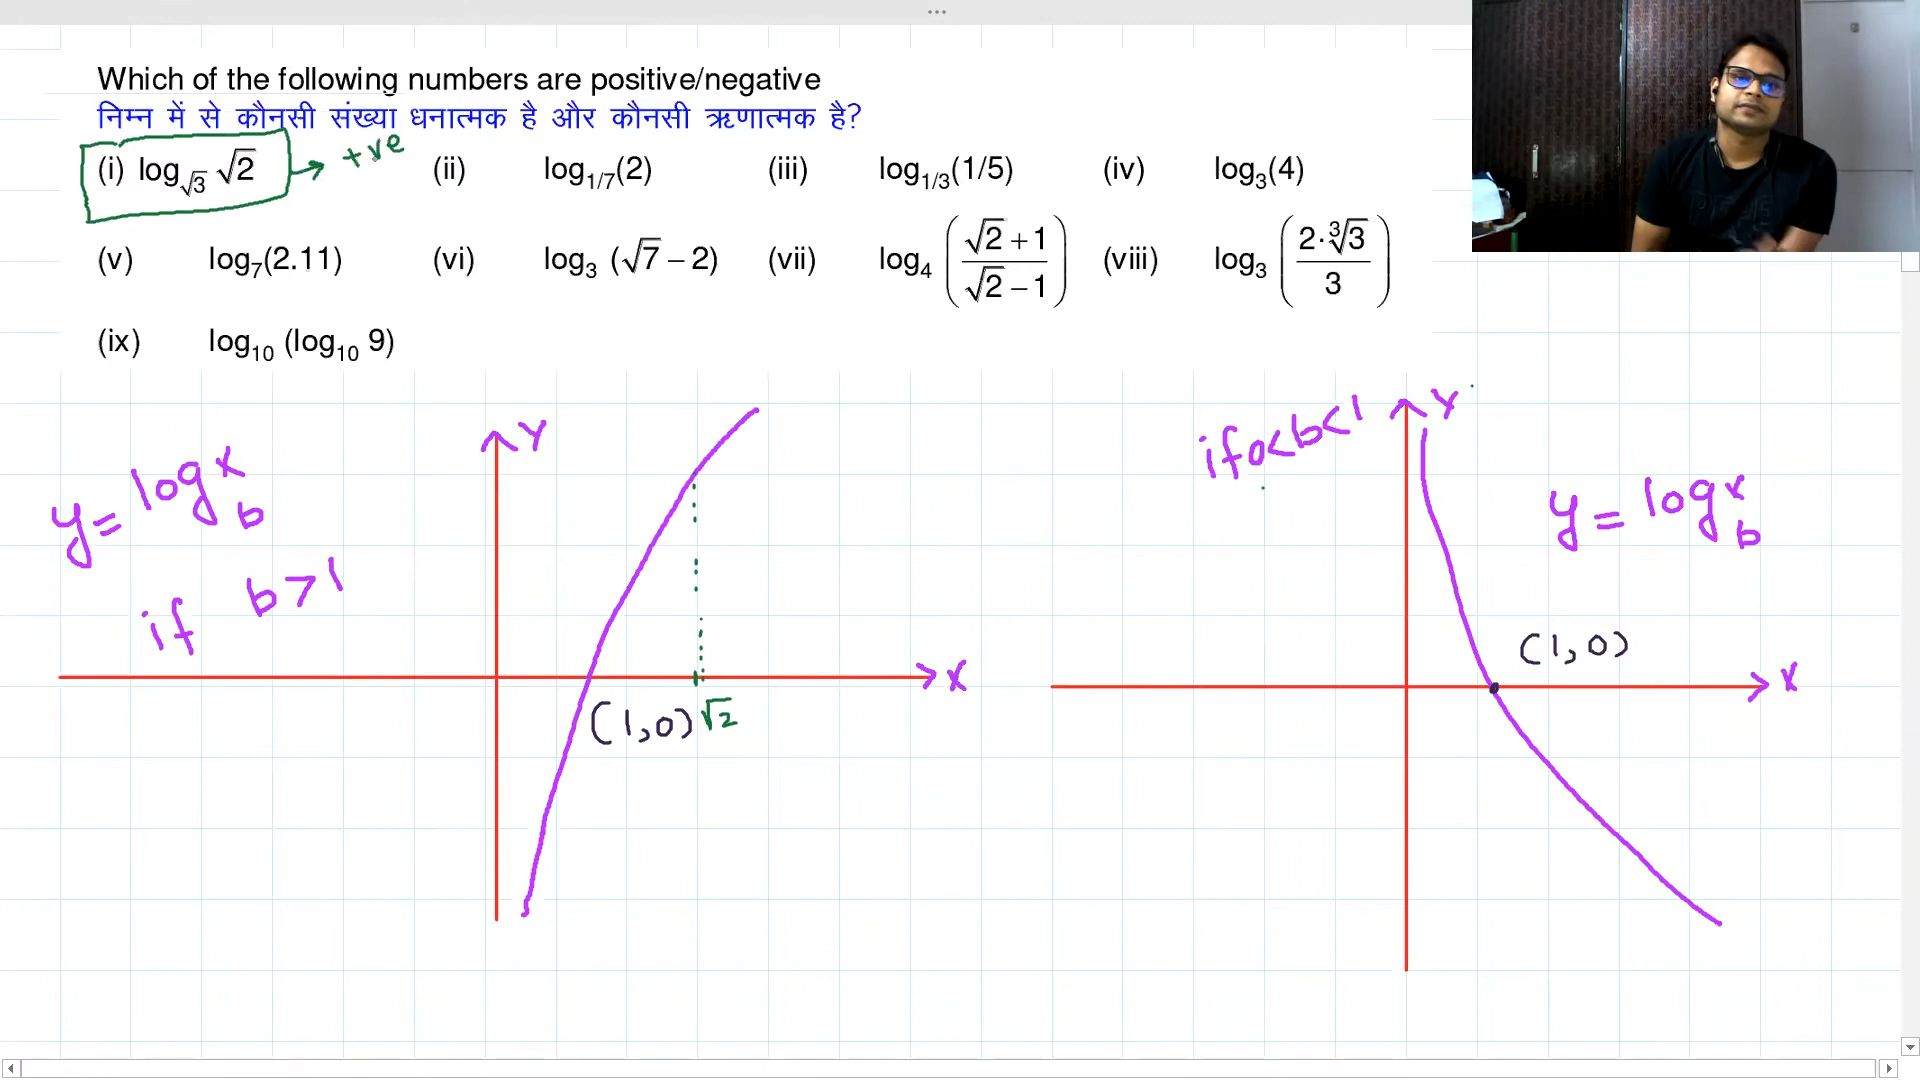 Which of the following numbers are positive/negative
निम्न में से कौनसी संख्या धनात्मक है और कौनसी ऋणात्मक है?
(i) log√3 √2 → +ve (ii) log1/7(2) (iii) log1/3(1/5) (iv) log3(4)
(v) log7(2.11) (vi) log3 (√7 – 2) (vii) log4 ((√2 + 1)/(√2 – 1)) (viii) log3 ((2·∛3)/3)
(ix) log10 (log10 9)
y = log x b
if b > 1
Y
X
(1, 0) √2
if 0 < b < 1
Y
y = log x b
(1, 0)
X